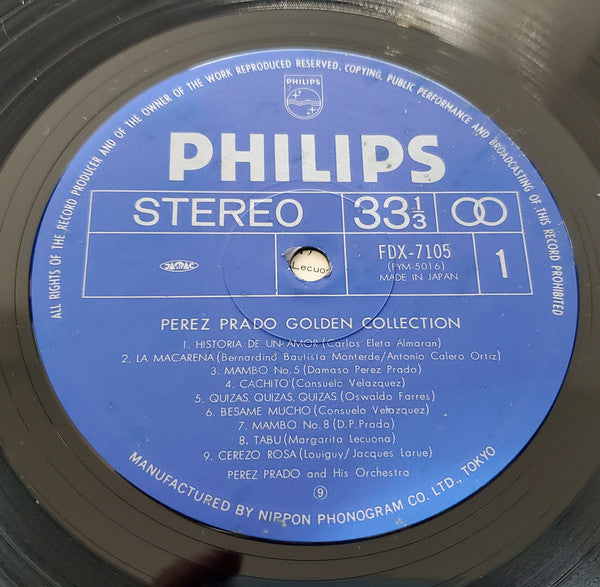 ALL RIGHTS OF THE RECORD PRODUCER AND OF THE OWNER OF THE WORK REPRODUCED RESERVED. COPYING, PUBLIC PERFORMANCE AND BROADCASTING OF THIS RECORD PROHIBITED
PHILIPS
PHILIPS
STEREO 33 1/3
JASRAC
Lecuo
FDX-7105
(FYM-5016)
MADE IN JAPAN
1
PEREZ PRADO GOLDEN COLLECTION
1. HISTORIA DE UN AMOR (Carlos Eleta Almaran)
2. LA MACARENA (Bernardino Bautista Monterde/Antonio Calero Ortiz)
3. MAMBO No. 5 (Damaso Perez Prado)
4. CACHITO (Consuelo Velazquez)
5. QUIZAS, QUIZAS, QUIZAS (Oswaldo Farres)
6. BESAME MUCHO (Consuelo Velazquez)
7. MAMBO No. 8 (D.P.Prado)
8. TABU (Margarita Lecuona)
9. CEREZO ROSA (Louiguy/Jacques Larue)
PEREZ PRADO and His Orchestra
9
MANUFACTURED BY NIPPON PHONOGRAM CO. LTD., TOKYO